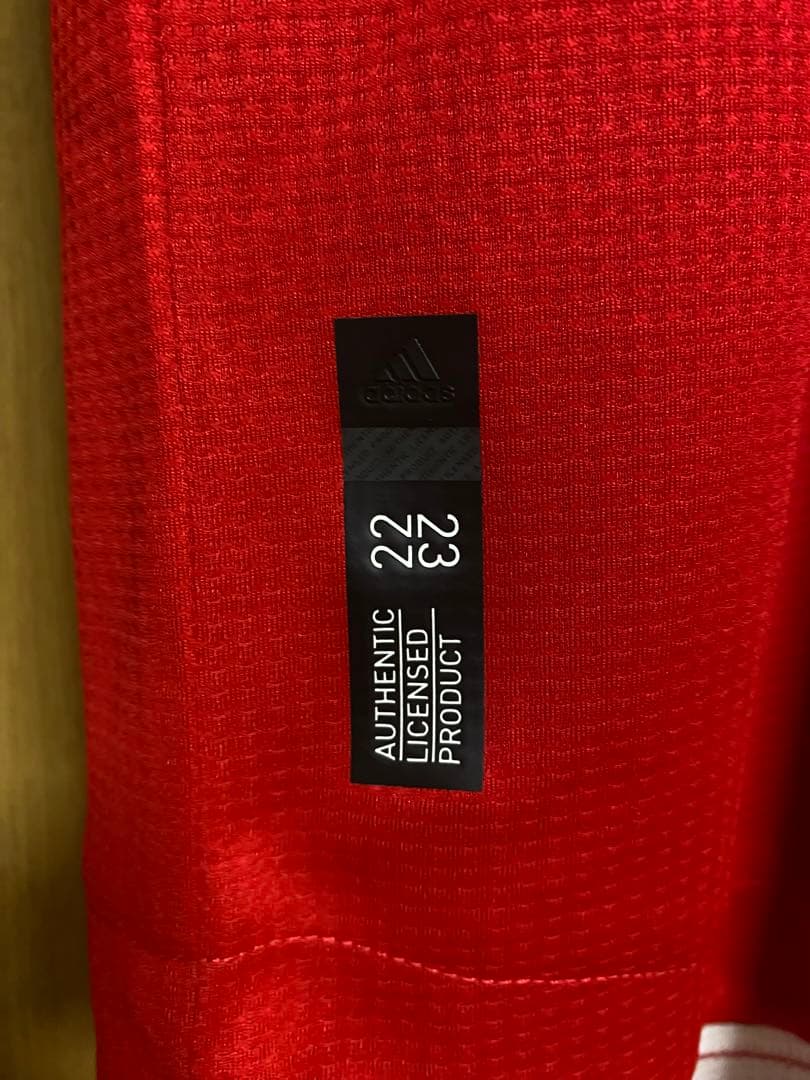 adidas
22
23
AUTHENTIC
LICENSED
PRODUCT